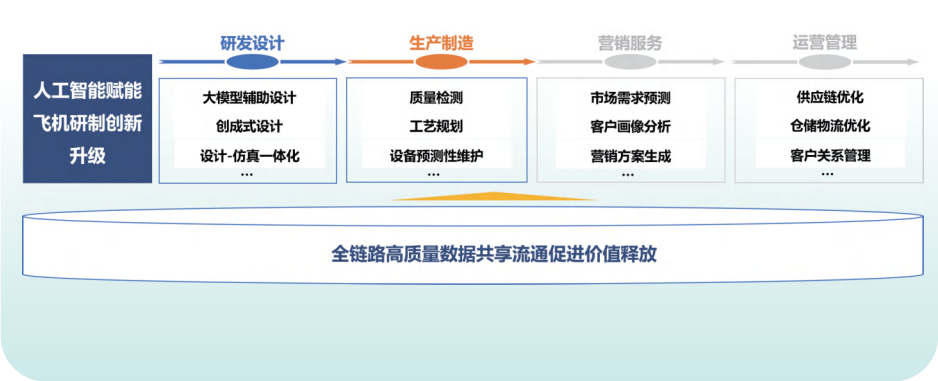 研发设计
生产制造
营销服务
运营管理
人工智能赋能
飞机研制创新
升级
大模型辅助设计
创成式设计
设计-仿真一体化
...
质量检测
工艺规划
设备预测性维护
...
市场需求预测
客户画像分析
营销方案生成
...
供应链优化
仓储物流优化
客户关系管理
...
全链路高质量数据共享流通促进价值释放